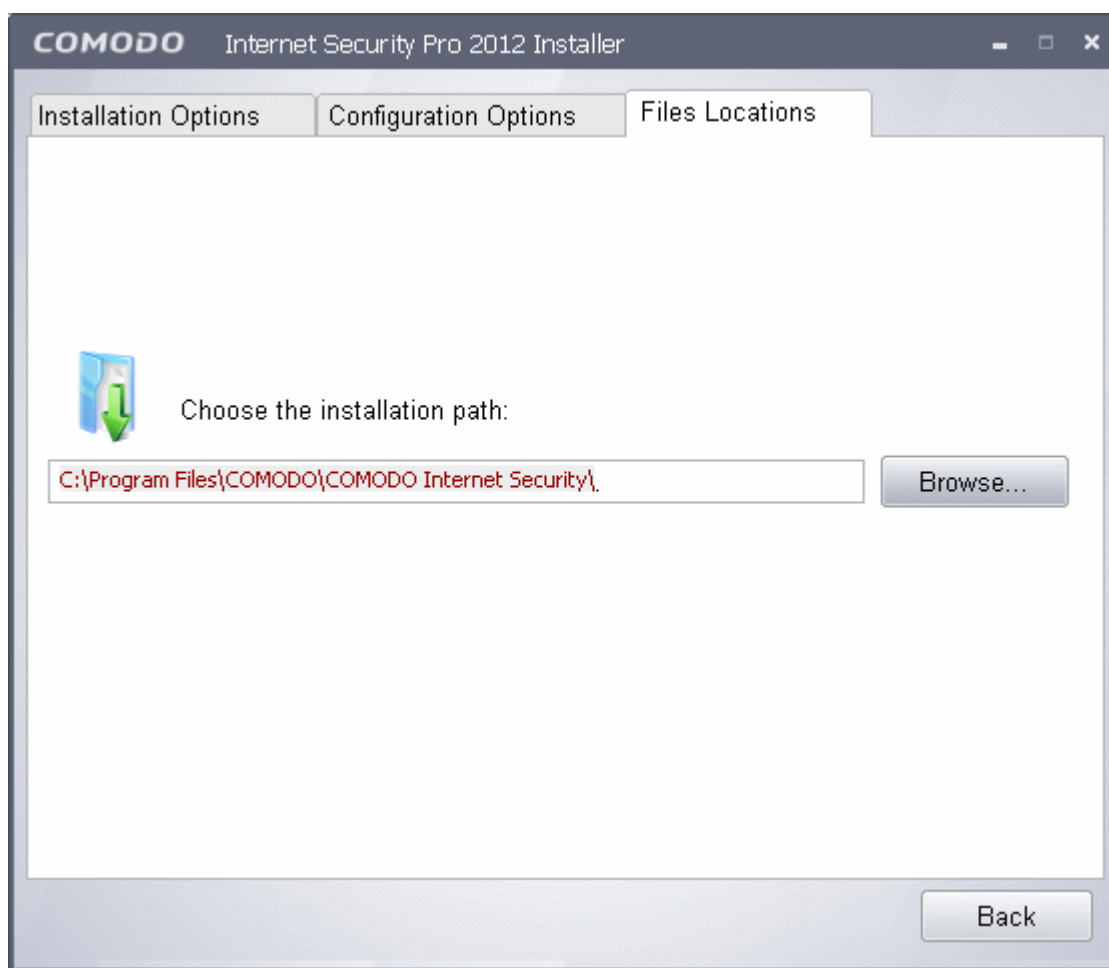 COMODO Internet Security Pro 2012 Installer
Installation Options Configuration Options Files Locations
Choose the installation path:
C:\Program Files\COMODO\COMODO Internet Security\. Browse...
Back